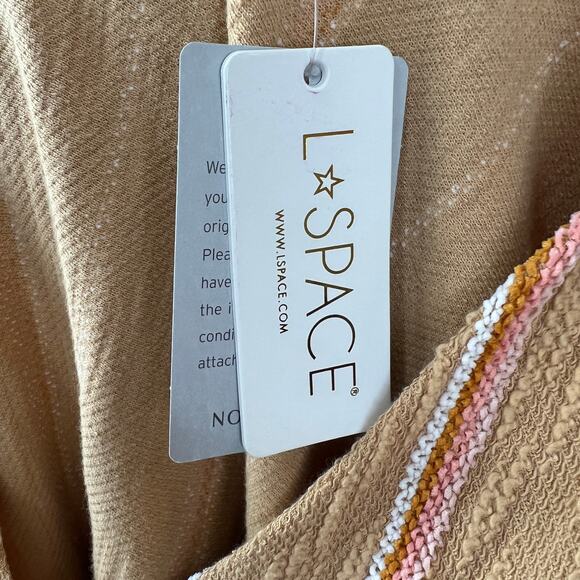 L☆SPACE®
WWW.LSPACE.COM
We
you
orig
Plea
have
the i
condi
attach
NO